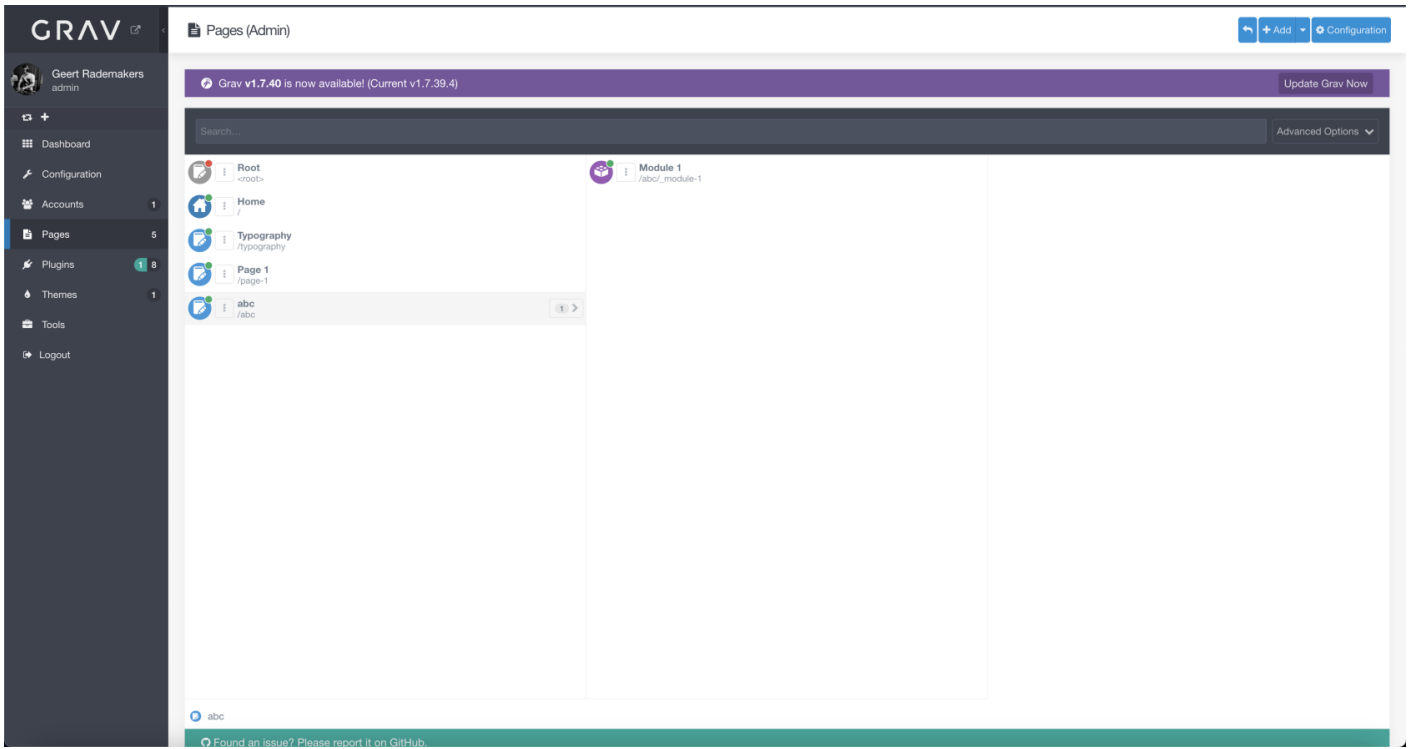 GRAV
Pages (Admin)
Add
Configuration
Geert Rademakers
admin
Grav v1.7.40 is now available! (Current v1.7.39.4)
Update Grav Now
Dashboard
Configuration
Accounts 1
Pages 5
Plugins 1 8
Themes 1
Tools
Logout
Search...
Advanced Options
Root
<root>
Home
/
Typography
/typography
Page 1
/page-1
abc
/abc
1
Module 1
/abc/_module-1
abc
Found an issue? Please report it on GitHub.